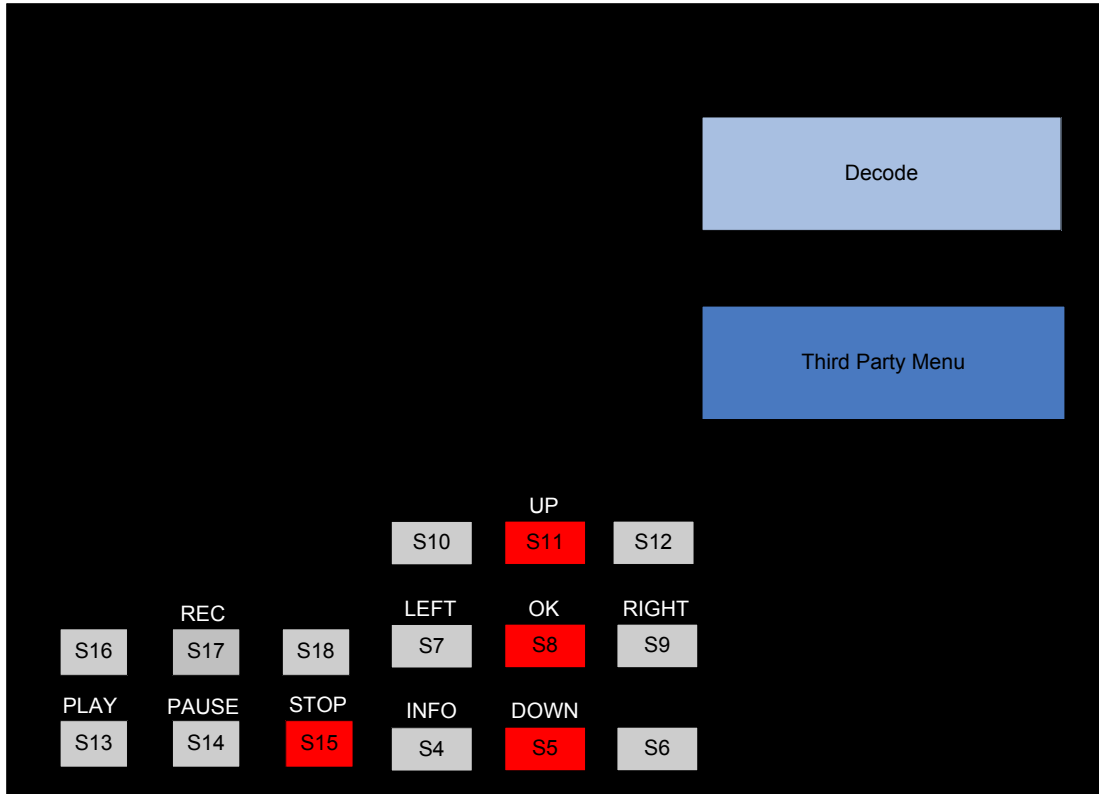 Decode
Third Party Menu
UP
S10 S11 S12
LEFT OK RIGHT
S7 S8 S9
REC
S16 S17 S18
PLAY PAUSE STOP
S13 S14 S15
INFO DOWN
S4 S5 S6